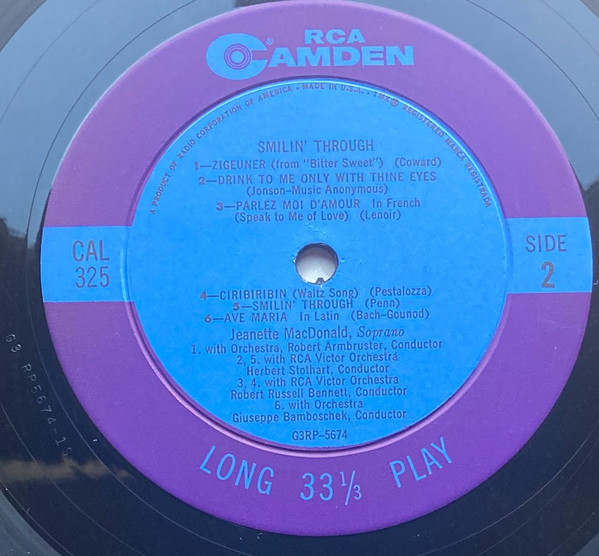 RCA
CAMDEN
A PRODUCT OF RADIO CORPORATION OF AMERICA. - MADE IN U.S.A. - TMK® REGISTERED. MARCA REGISTRADA
SMILIN' THROUGH
1—ZIGEUNER (from "Bitter Sweet") (Coward)
2—DRINK TO ME ONLY WITH THINE EYES
(Jonson–Music Anonymous)
3—PARLEZ MOI D'AMOUR In French
(Speak to Me of Love) (Lenoir)
CAL
325
SIDE
2
4—CIRIBIRIBIN (Waltz Song) (Pestalozza)
5—SMILIN' THROUGH (Penn)
6—AVE MARIA In Latin (Bach-Gounod)
Jeanette MacDonald, Soprano
1. with Orchestra, Robert Armbruster, Conductor
2, 5. with RCA Victor Orchestra
Herbert Stothart, Conductor
3, 4. with RCA Victor Orchestra
Robert Russell Bennett, Conductor
6. with Orchestra
Giuseppe Bamboschek, Conductor
G3RP-5674
LONG 33 1/3 PLAY